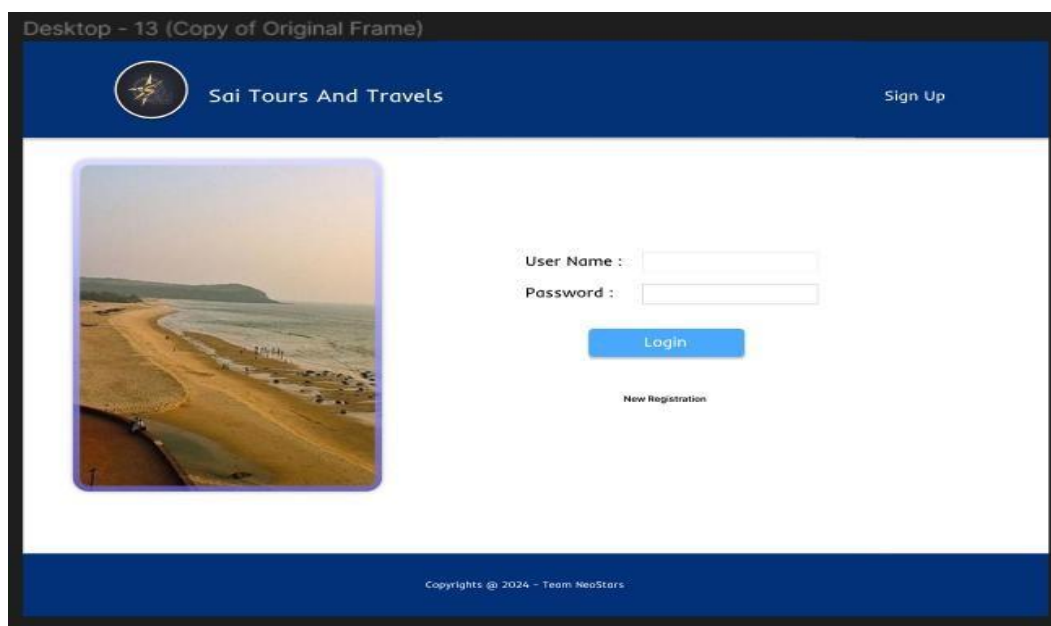 Desktop - 13 (Copy of Original Frame)
Sai Tours And Travels
Sign Up
User Name :
Password :
Login
New Registration
Copyrights @ 2024 - Team NeoStars